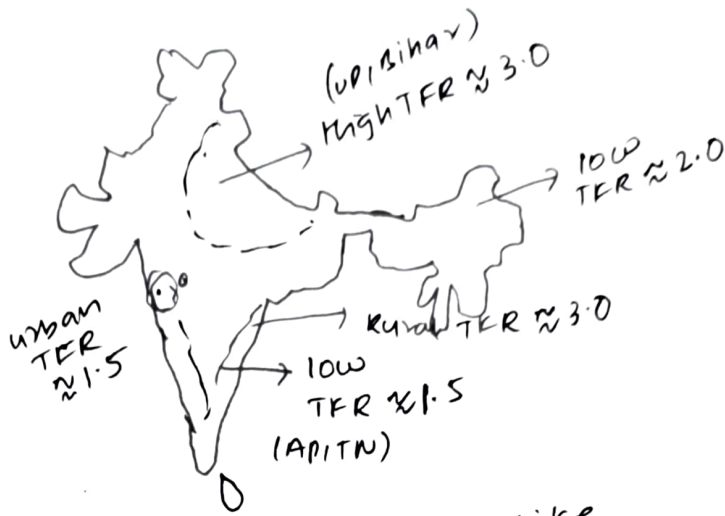 (UP, Bihar)
High TFR ≈ 3.0
low
TFR ≈ 2.0
urban
TFR
≈ 1.5
Rural TFR ≈ 3.0
low
TFR ≈ 1.5
(AP, TN)